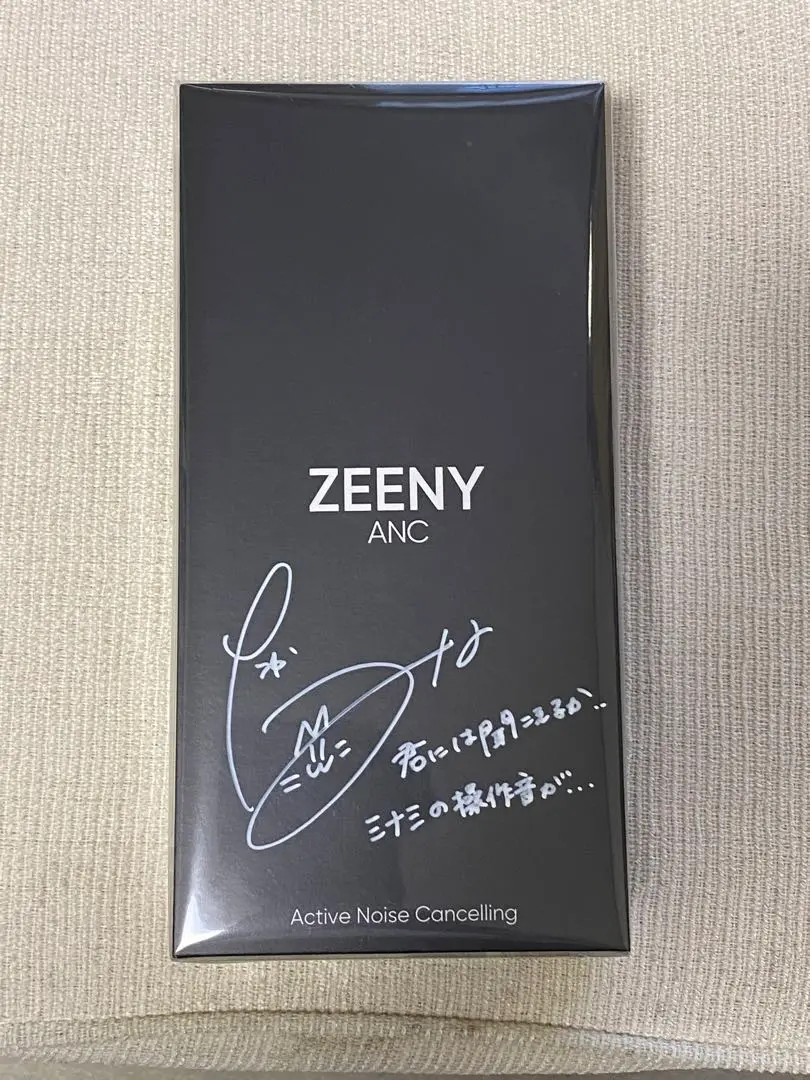 ZEENY
ANC
君には聞こえるか..
ミナミの操作音が...
Active Noise Cancelling